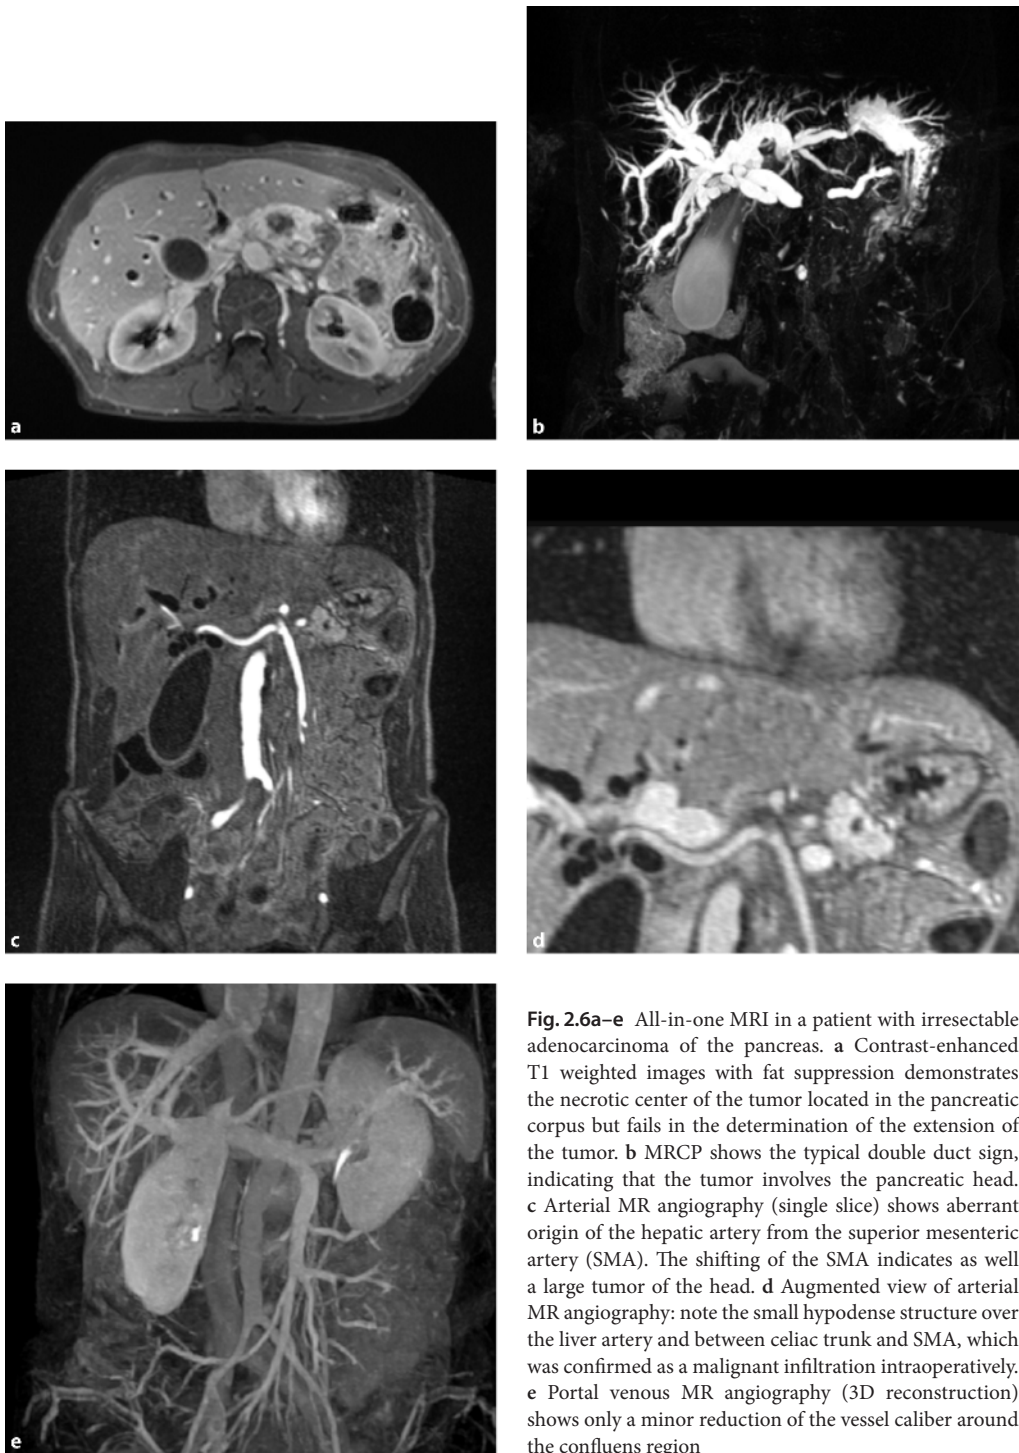 a
b
c
d
e
Fig. 2.6a–e All-in-one MRI in a patient with irresectable
adenocarcinoma of the pancreas. a Contrast-enhanced
T1 weighted images with fat suppression demonstrates
the necrotic center of the tumor located in the pancreatic
corpus but fails in the determination of the extension of
the tumor. b MRCP shows the typical double duct sign,
indicating that the tumor involves the pancreatic head.
c Arterial MR angiography (single slice) shows aberrant
origin of the hepatic artery from the superior mesenteric
artery (SMA). The shifting of the SMA indicates as well
a large tumor of the head. d Augmented view of arterial
MR angiography: note the small hypodense structure over
the liver artery and between celiac trunk and SMA, which
was confirmed as a malignant infiltration intraoperatively.
e Portal venous MR angiography (3D reconstruction)
shows only a minor reduction of the vessel caliber around
the confluens region